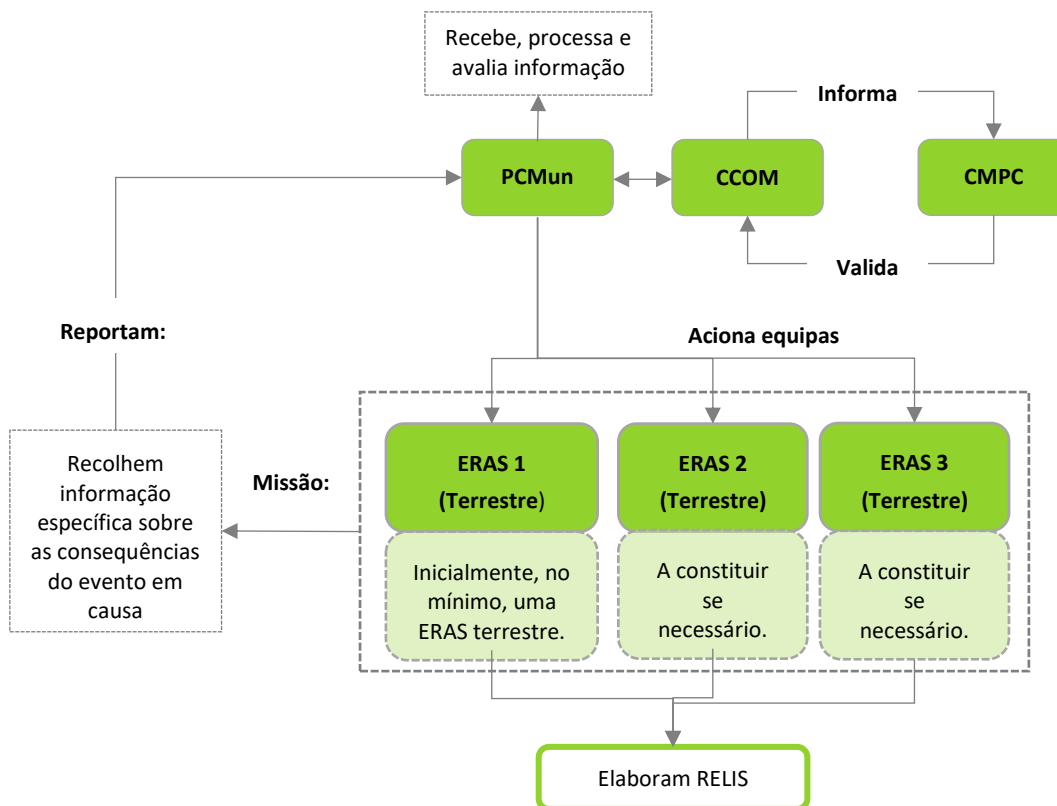 Recebe, processa e
avalia informação
Informa
PCMun
CCOM
CMPC
Valida
Reportam:
Aciona equipas
Recolhem
informação
específica sobre
as consequências
do evento em
causa
Missão:
ERAS 1
(Terrestre)
Inicialmente, no
mínimo, uma
ERAS terrestre.
ERAS 2
(Terrestre)
A constituir
se
necessário.
ERAS 3
(Terrestre)
A constituir
se
necessário.
Elaboram RELIS